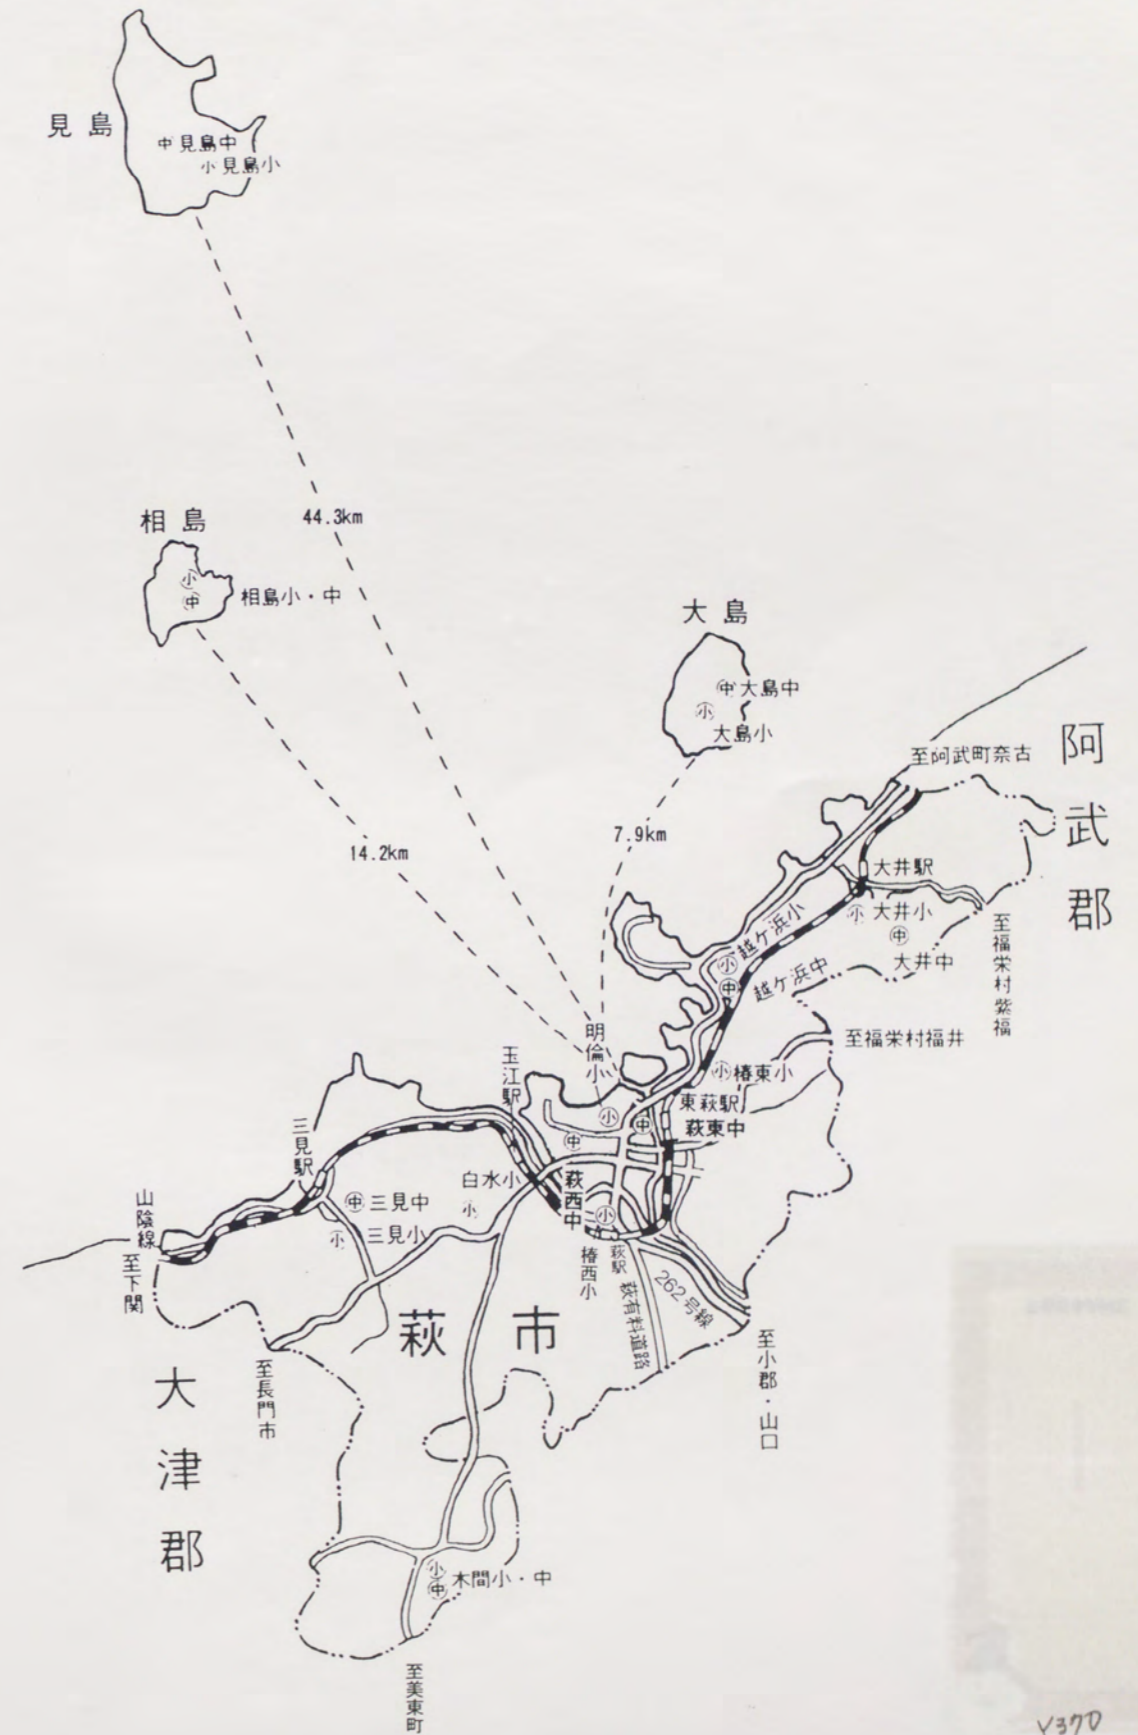 見島
中 見島中
小 見島小
44.3km
相島
小
中
相島小・中
14.2km
大島
中 大島中
小
大島小
7.9km
阿武郡
至阿武町奈古
大井駅
小 大井小
中
大井中
至福栄村紫福
小 越ケ浜小
中
越ケ浜中
至福栄村福井
明倫小
小
玉江駅
小 椿東小
東萩駅
中
萩東中
中
萩西中
三見駅
中 三見中
小 三見小
白水小
小
山陰線
至下関
小
椿西小
萩駅
萩有料道路
262号線
萩市
至小郡・山口
至長門市
大津郡
小
中
木間小・中
至美東町
V370